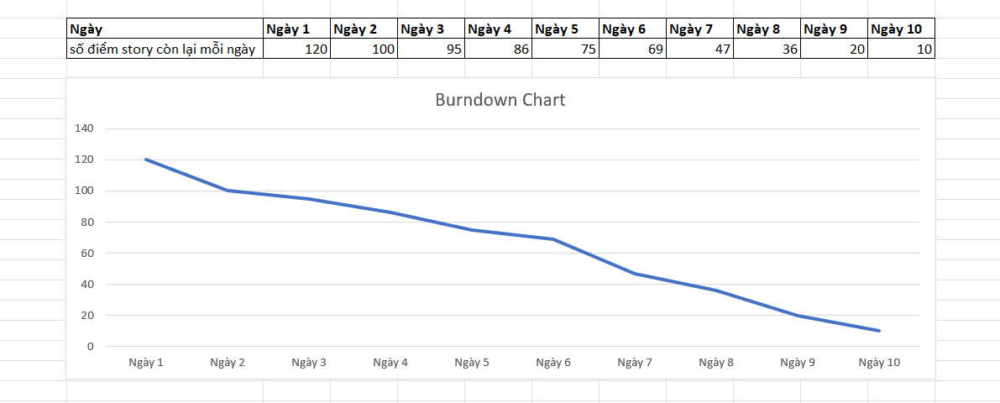 Ngày Ngày 1 Ngày 2 Ngày 3 Ngày 4 Ngày 5 Ngày 6 Ngày 7 Ngày 8 Ngày 9 Ngày 10
số điểm story còn lại mỗi ngày 120 100 95 86 75 69 47 36 20 10
Burndown Chart
140
120
100
80
60
40
20
0
Ngày 1 Ngày 2 Ngày 3 Ngày 4 Ngày 5 Ngày 6 Ngày 7 Ngày 8 Ngày 9 Ngày 10